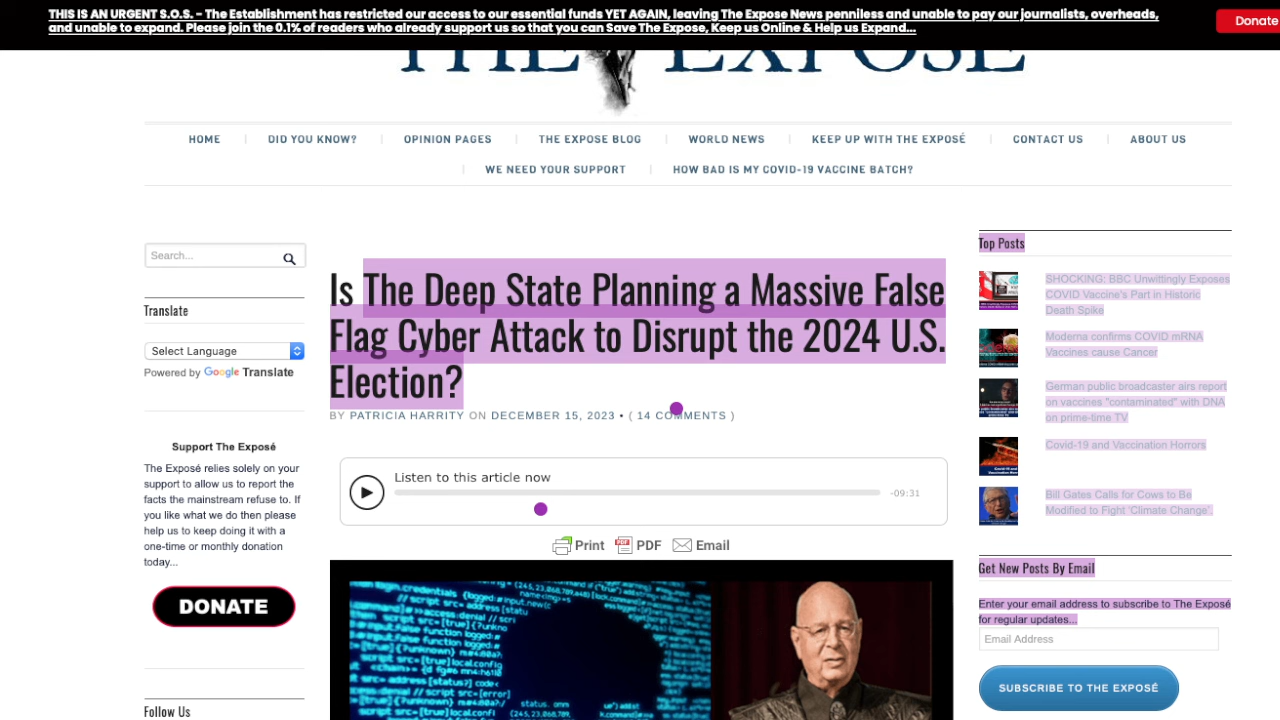 THIS IS AN URGENT S.O.S. - The Establishment has restricted our access to our essential funds YET AGAIN, leaving The Expose News penniless and unable to pay our journalists, overheads,
and unable to expand. Please join the 0.1% of readers who already support us so that you can Save The Expose, Keep us Online & Help us Expand...
Donate
THE EXPOSÉ
HOME
DID YOU KNOW?
OPINION PAGES
THE EXPOSE BLOG
WORLD NEWS
KEEP UP WITH THE EXPOSÉ
CONTACT US
ABOUT US
WE NEED YOUR SUPPORT
HOW BAD IS MY COVID-19 VACCINE BATCH?
Search...
Translate
Select Language
Powered by Google Translate
Support The Exposé
The Exposé relies solely on your
support to allow us to report the
facts the mainstream refuse to. If
you like what we do then please
help us to keep doing it with a
one-time or monthly donation
today...
DONATE
Follow Us
Is The Deep State Planning a Massive False
Flag Cyber Attack to Disrupt the 2024 U.S.
Election?
BY PATRICIA HARRITY ON DECEMBER 15, 2023 • ( 14 COMMENTS )
Listen to this article now
-09:31
Print
PDF
Email
Top Posts
SHOCKING: BBC Unwittingly Exposes
COVID Vaccine's Part in Historic
Death Spike
Moderna confirms COVID mRNA
Vaccines cause Cancer
German public broadcaster airs report
on vaccines "contaminated" with DNA
on prime-time TV
Covid-19 and Vaccination Horrors
Bill Gates Calls for Cows to Be
Modified to Fight 'Climate Change'.
Get New Posts By Email
Enter your email address to subscribe to The Exposé
for regular updates...
Email Address
SUBSCRIBE TO THE EXPOSÉ